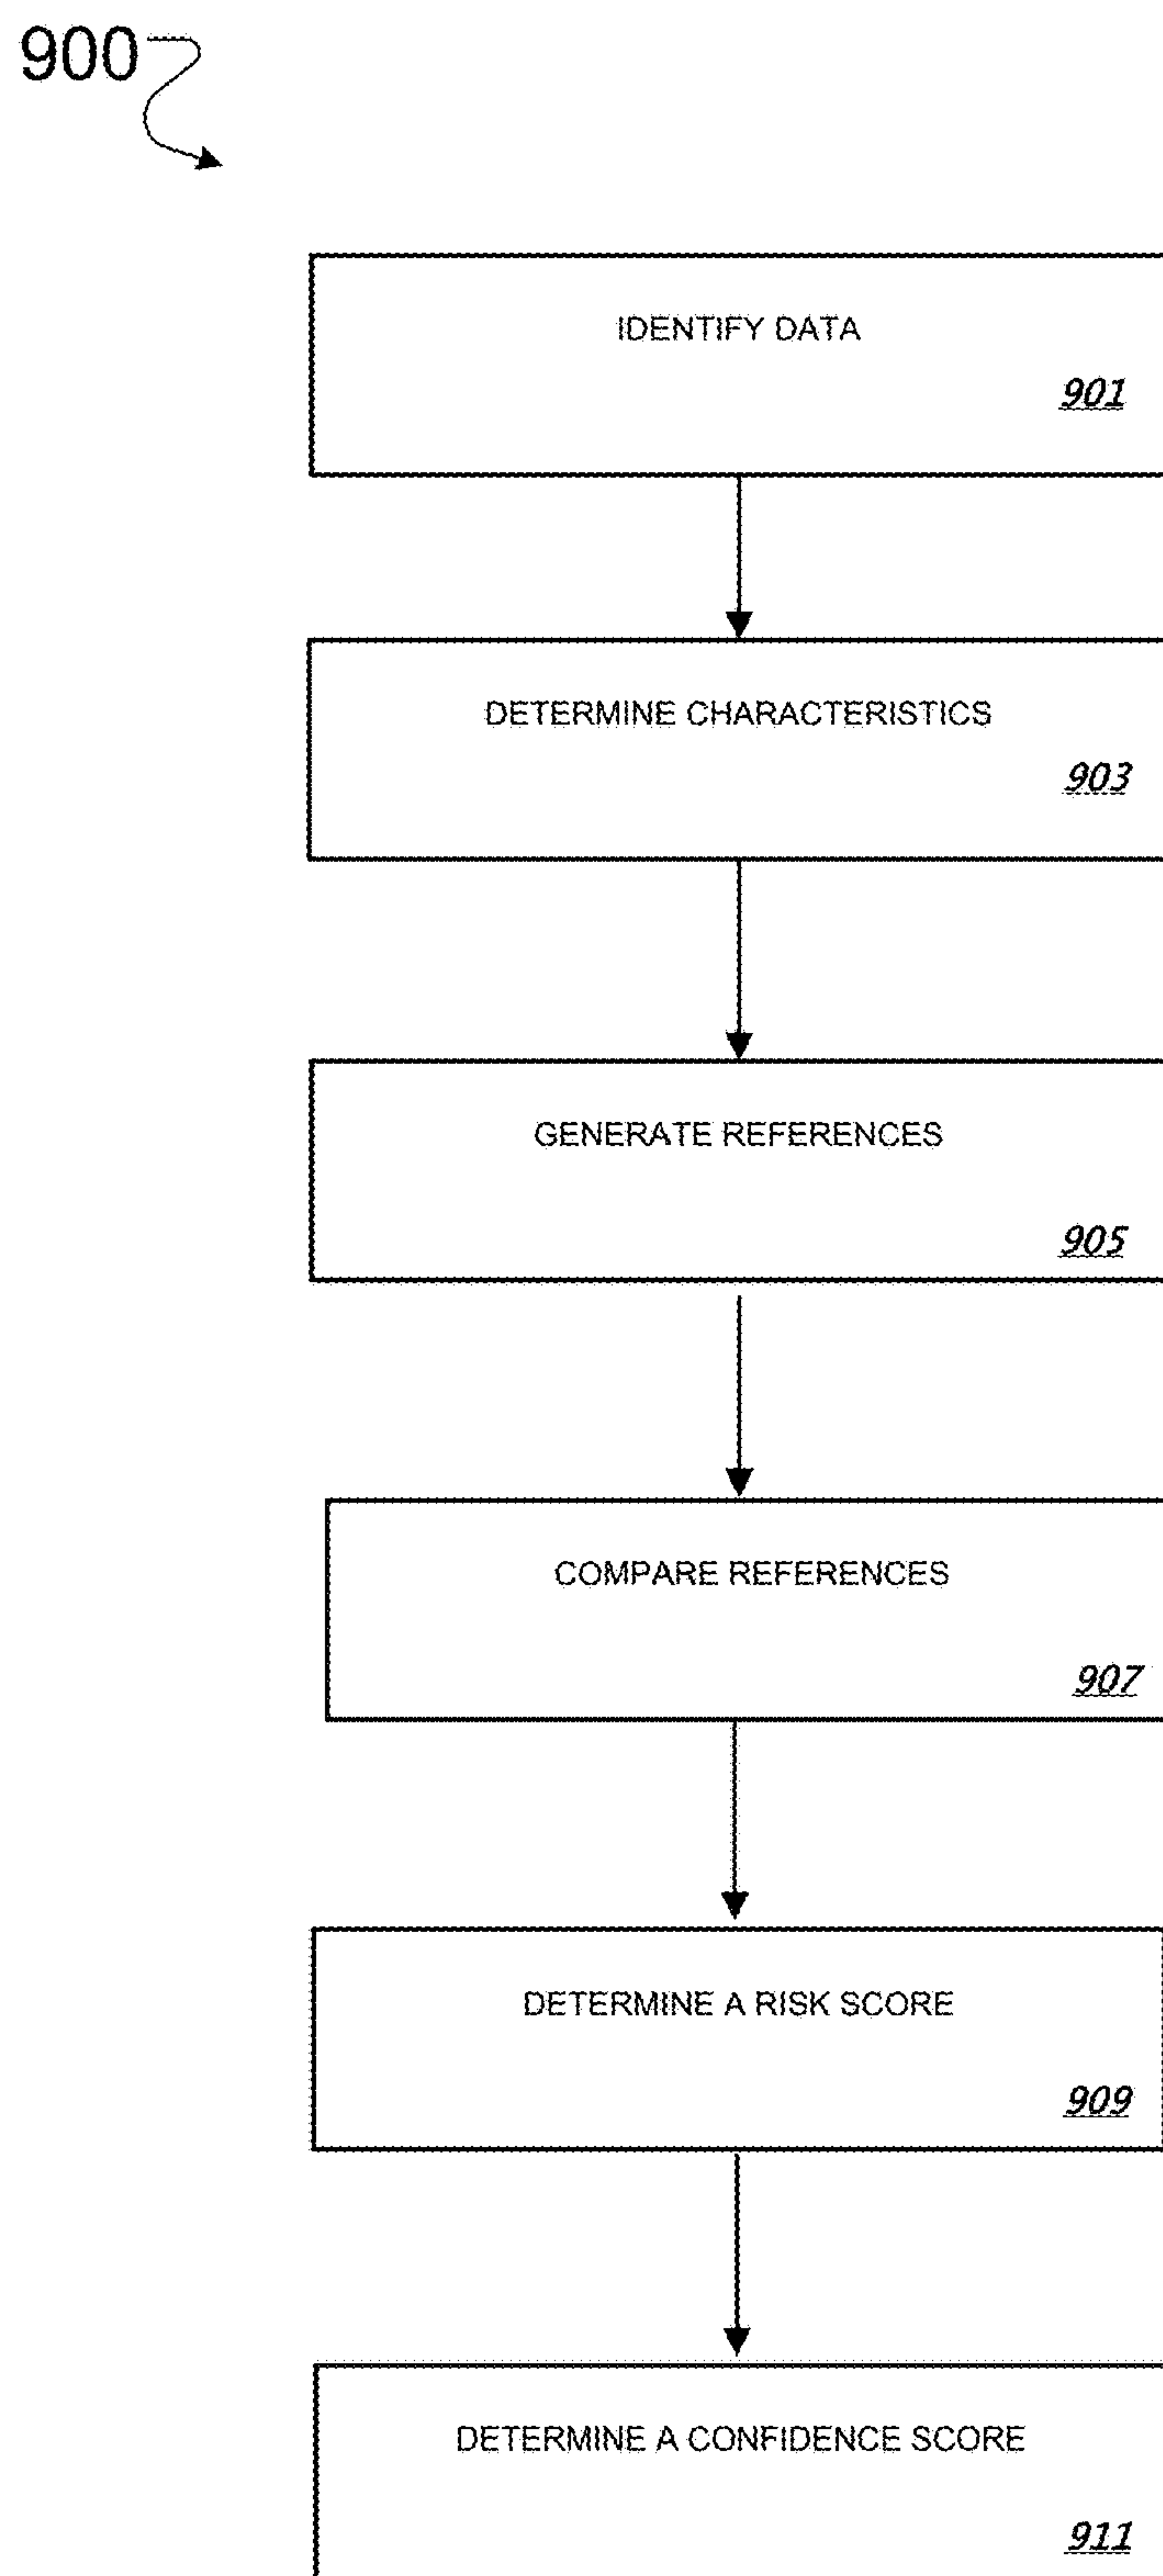 900
IDENTIFY DATA
901
DETERMINE CHARACTERISTICS
903
GENERATE REFERENCES
905
COMPARE REFERENCES
907
DETERMINE A RISK SCORE
909
DETERMINE A CONFIDENCE SCORE
911